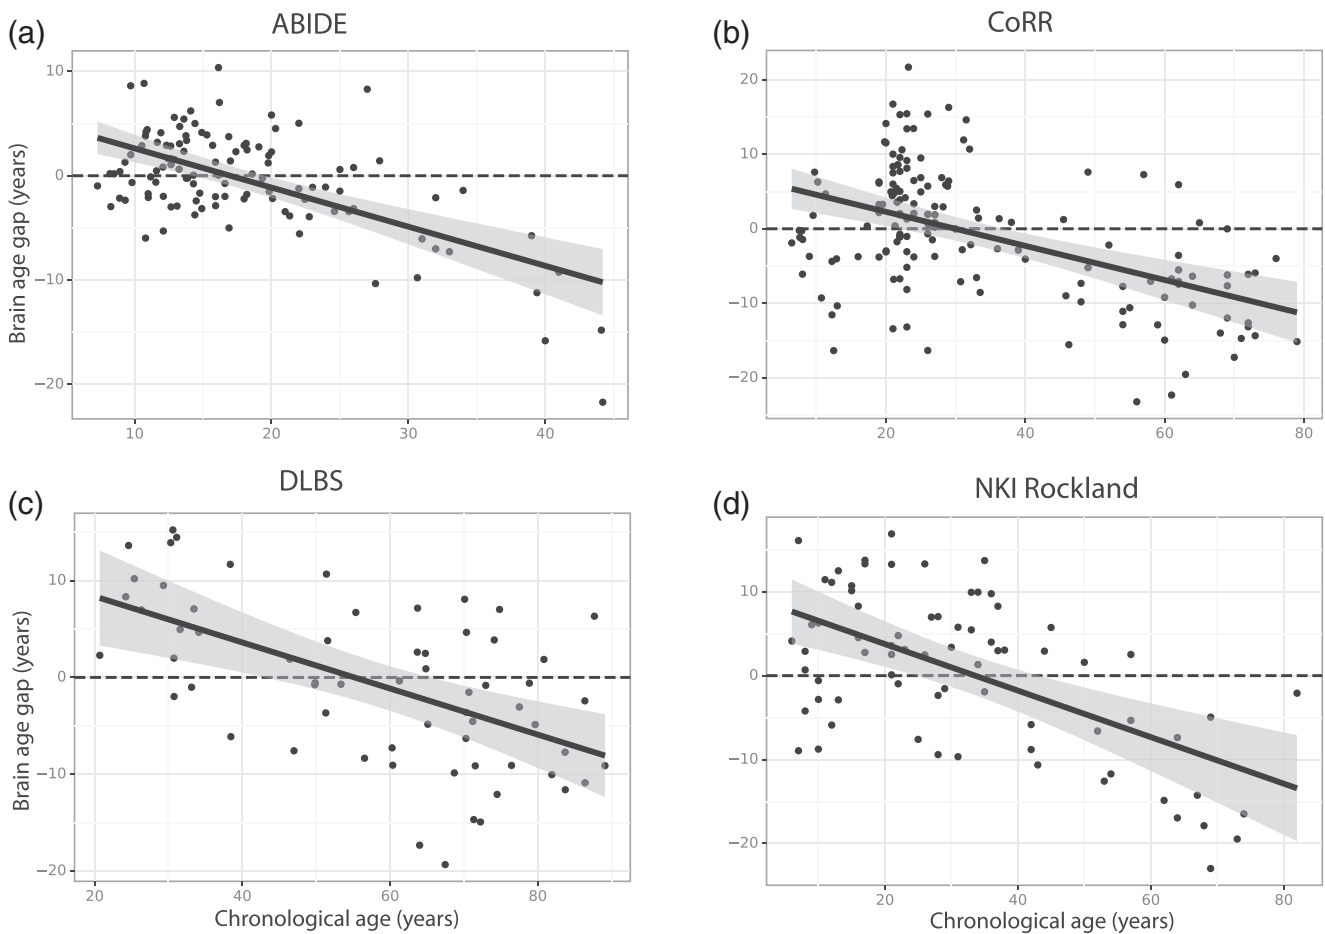 (a) ABIDE
Brain age gap (years)
10
0
−10
−20
10 20 30 40
(b) CoRR
20
10
0
−10
−20
20 40 60 80
(c) DLBS
Brain age gap (years)
10
0
−10
−20
20 40 60 80
Chronological age (years)
(d) NKI Rockland
10
0
−10
−20
20 40 60 80
Chronological age (years)